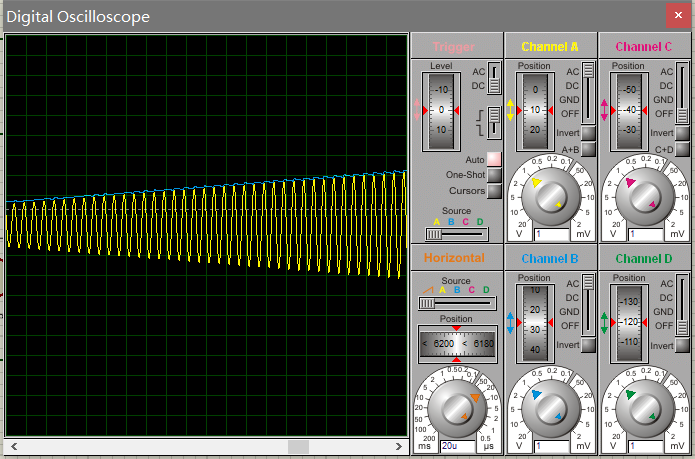 Digital Oscilloscope
Trigger
Level
-10
0
10
AC
DC
Auto
One-Shot
Cursors
Source
A B C D
Channel A
Position
0
10
20
AC
DC
GND
OFF
Invert
A+B
0.5 0.2 0.1
1 50
2 20
5 10
10 5
20 2
V 1 mV
Channel C
Position
-50
-40
-30
AC
DC
GND
OFF
Invert
C+D
0.5 0.2 0.1
1 50
2 20
5 10
10 5
20 2
V 1 mV
Horizontal
Source
A B C D
Position
< 6200 < 6180
1 0.5 0.2 0.1
2 50
5 20
10 10
20 5
50 2
100 1
200 0.5
ms 20u µs
Channel B
Position
10
20
30
40
AC
DC
GND
OFF
Invert
0.5 0.2 0.1
1 50
2 20
5 10
10 5
20 2
V 1 mV
Channel D
Position
-130
-120
-110
AC
DC
GND
OFF
Invert
0.5 0.2 0.1
1 50
2 20
5 10
10 5
20 2
V 1 mV